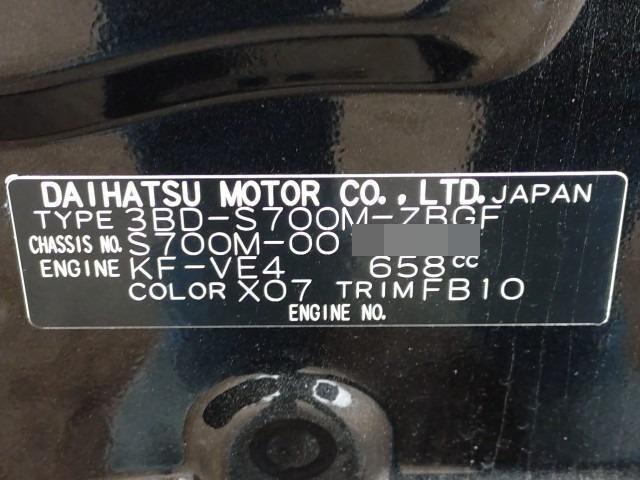 DAIHATSU MOTOR CO., LTD. JAPAN
TYPE 3BD-S700M-ZBGF
CHASSIS NO. S700M-00
ENGINE KF-VE4 658cc
COLOR X07 TRIM FB10
ENGINE NO.